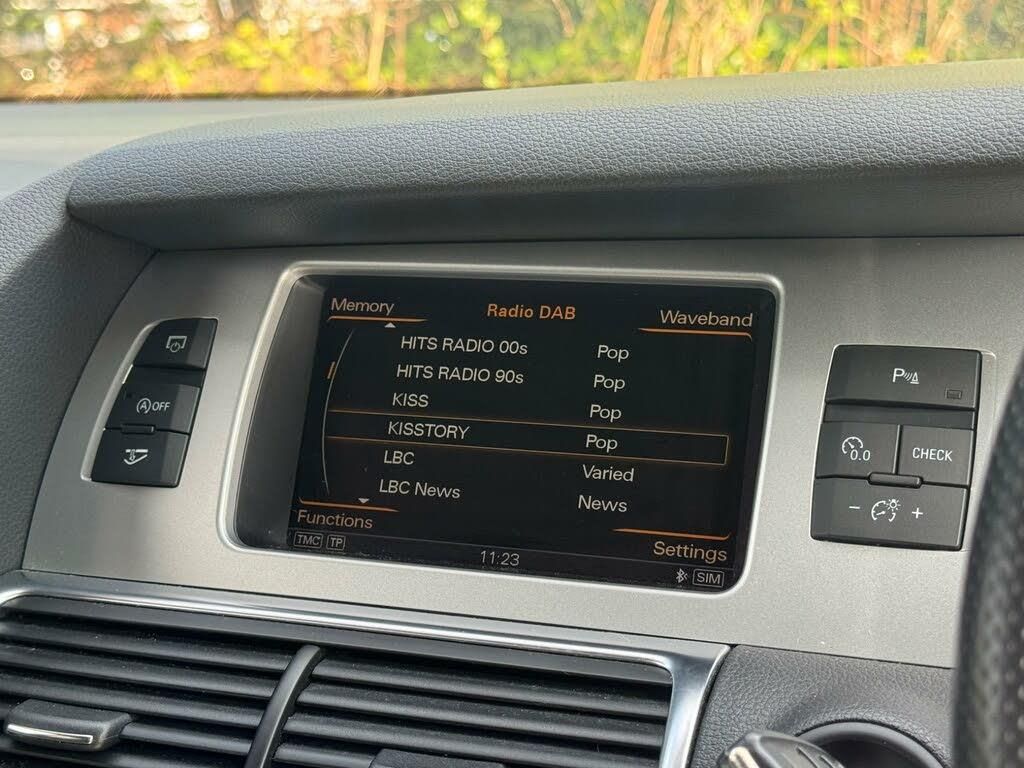 Memory Radio DAB Waveband
HITS RADIO 00s Pop
HITS RADIO 90s Pop
KISS Pop
KISSTORY Pop
LBC Varied
LBC News News
Functions Settings
TMC TP 11:23 SIM
(A) OFF
P
0.0 CHECK
− +